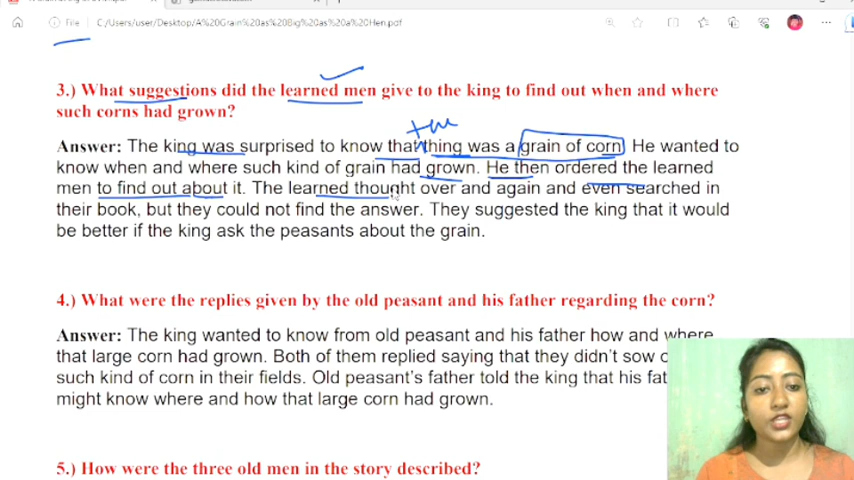 File
C:/Users/user/Desktop/A%20Grain%20as%20Big%20as%20a%20Hen.pdf
3.) What suggestions did the learned men give to the king to find out when and where
such corns had grown?
the
Answer: The king was surprised to know that thing was a grain of corn. He wanted to
know when and where such kind of grain had grown. He then ordered the learned
men to find out about it. The learned thought over and again and even searched in
their book, but they could not find the answer. They suggested the king that it would
be better if the king ask the peasants about the grain.
4.) What were the replies given by the old peasant and his father regarding the corn?
Answer: The king wanted to know from old peasant and his father how and where
that large corn had grown. Both of them replied saying that they didn't sow
such kind of corn in their fields. Old peasant's father told the king that his
might know where and how that large corn had grown.
5.) How were the three old men in the story described?